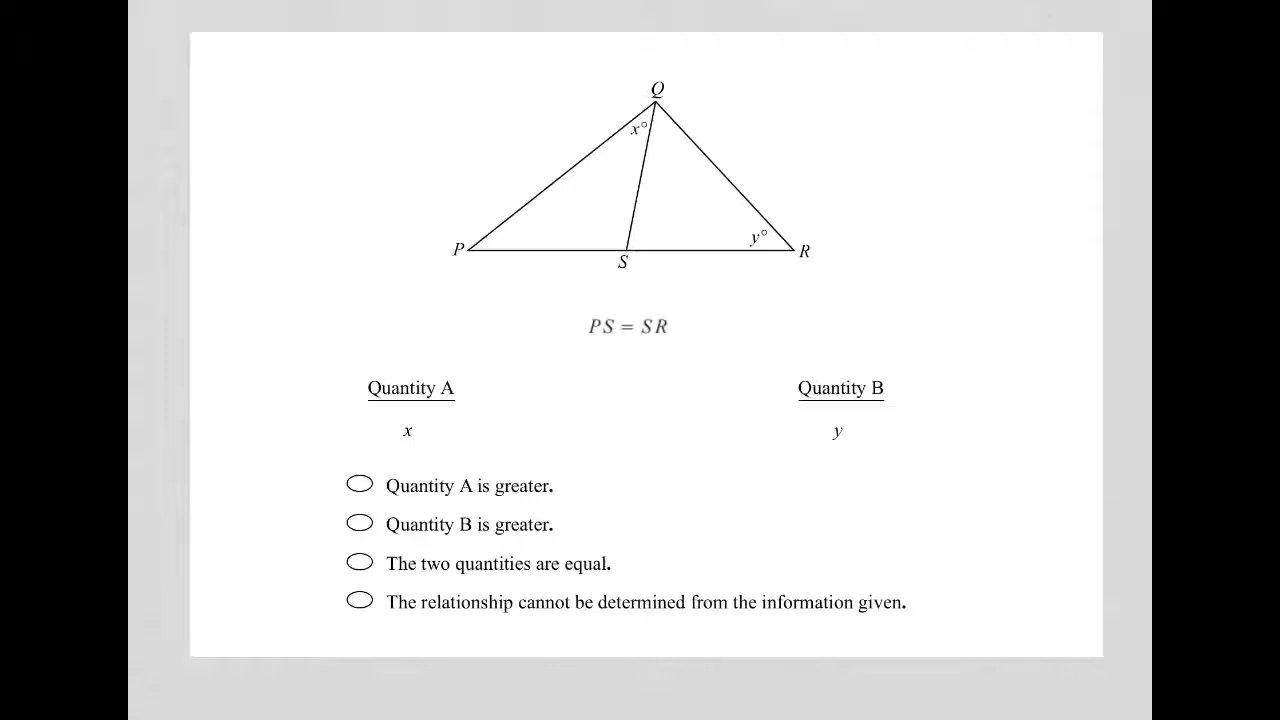 Q
x°
y°
P
S
R
PS = SR
Quantity A
Quantity B
x
y
Quantity A is greater.
Quantity B is greater.
The two quantities are equal.
The relationship cannot be determined from the information given.